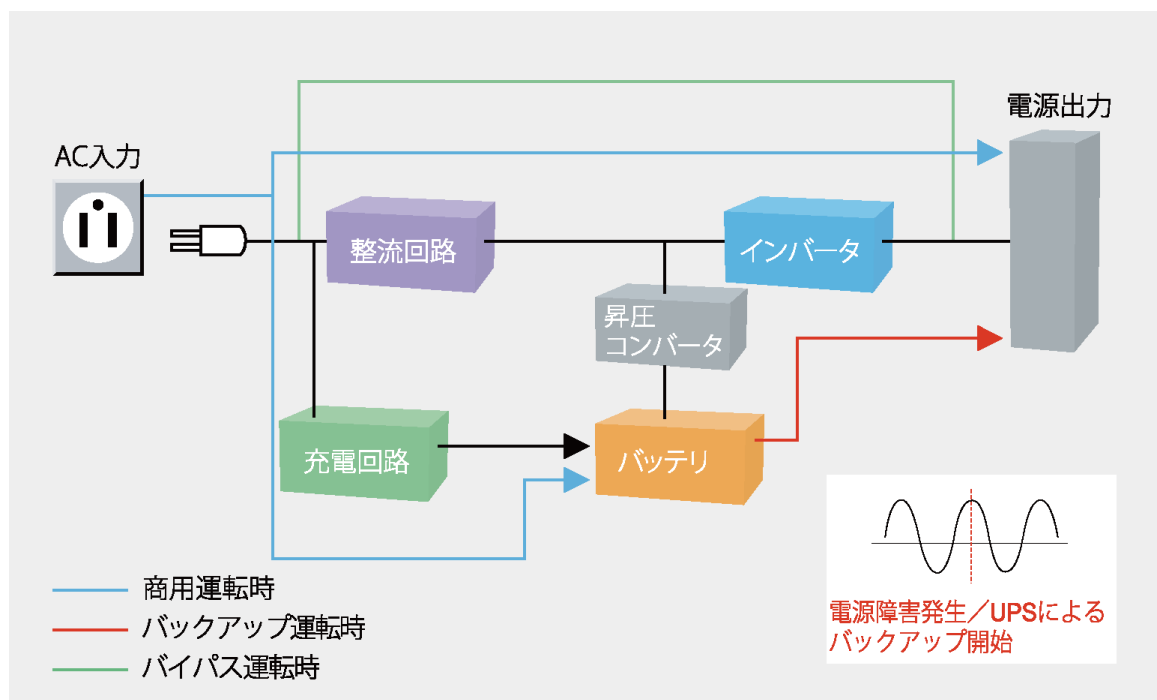 電源出力
AC入力
整流回路
インバータ
昇圧
コンバータ
充電回路
バッテリ
商用運転時
バックアップ運転時
バイパス運転時
電源障害発生／UPSによる
バックアップ開始